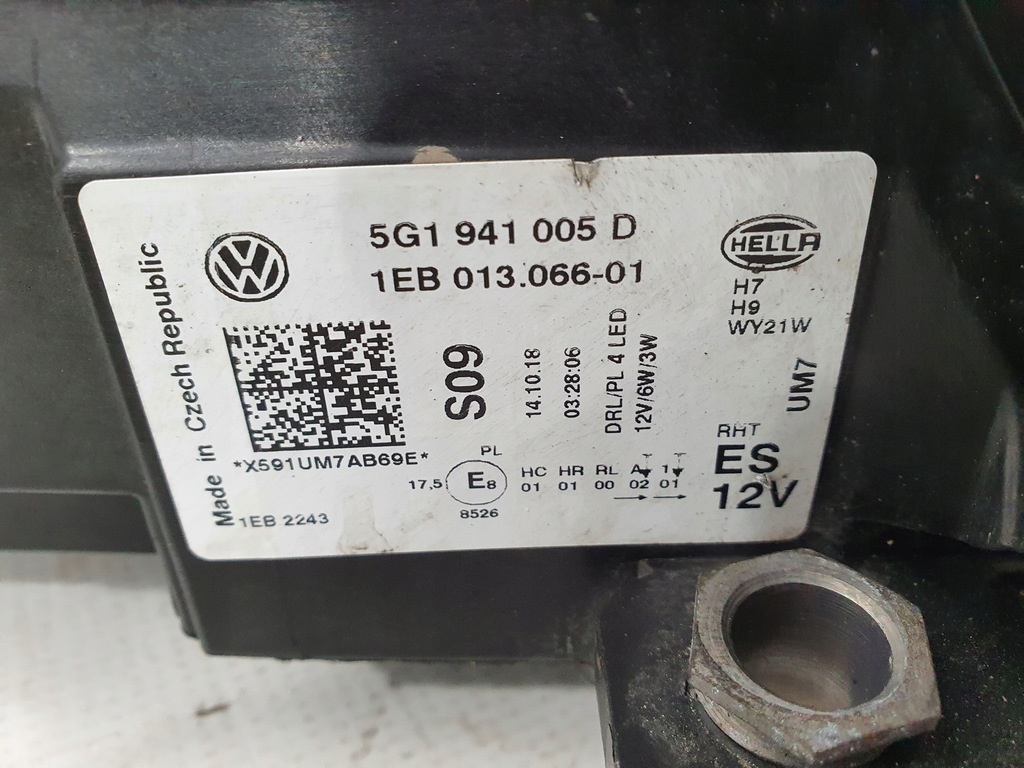 5G1 941 005 D
1EB 013.066-01
HELLA
H7
H9
WY21W
Made in Czech Republic
S09
14.10.18
03:28:06
DRL/PL 4 LED
12V/6W/3W
UM7
*X591UM7AB69E*
1EB 2243
PL
17,5 E8
8526
HC HR RL A 1
01 01 00 02 01
RHT
ES
12V